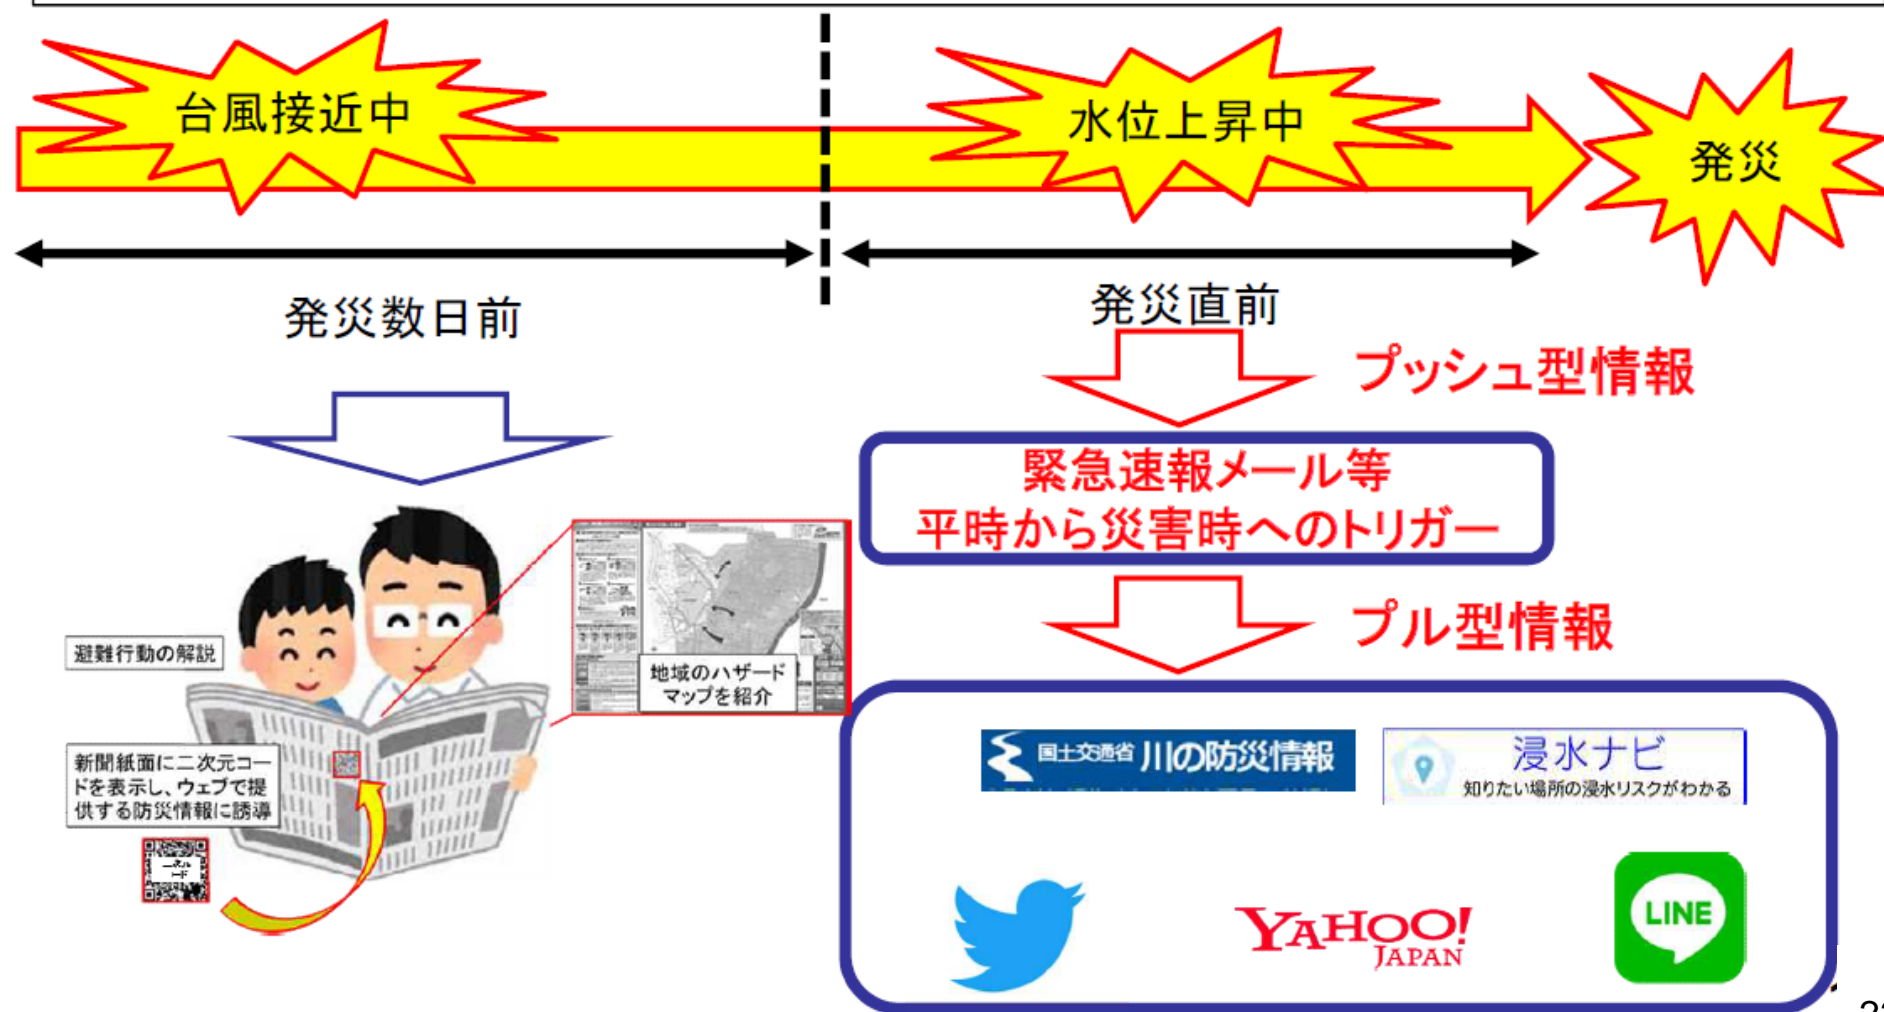 台風接近中
水位上昇中
発災
発災数日前
発災直前
プッシュ型情報
緊急速報メール等
平時から災害時へのトリガー
プル型情報
避難行動の解説
地域のハザード
マップを紹介
新聞紙面に二次元コー
ドを表示し、ウェブで提
供する防災情報に誘導
国土交通省 川の防災情報
浸水ナビ
知りたい場所の浸水リスクがわかる
YAHOO!
JAPAN
LINE